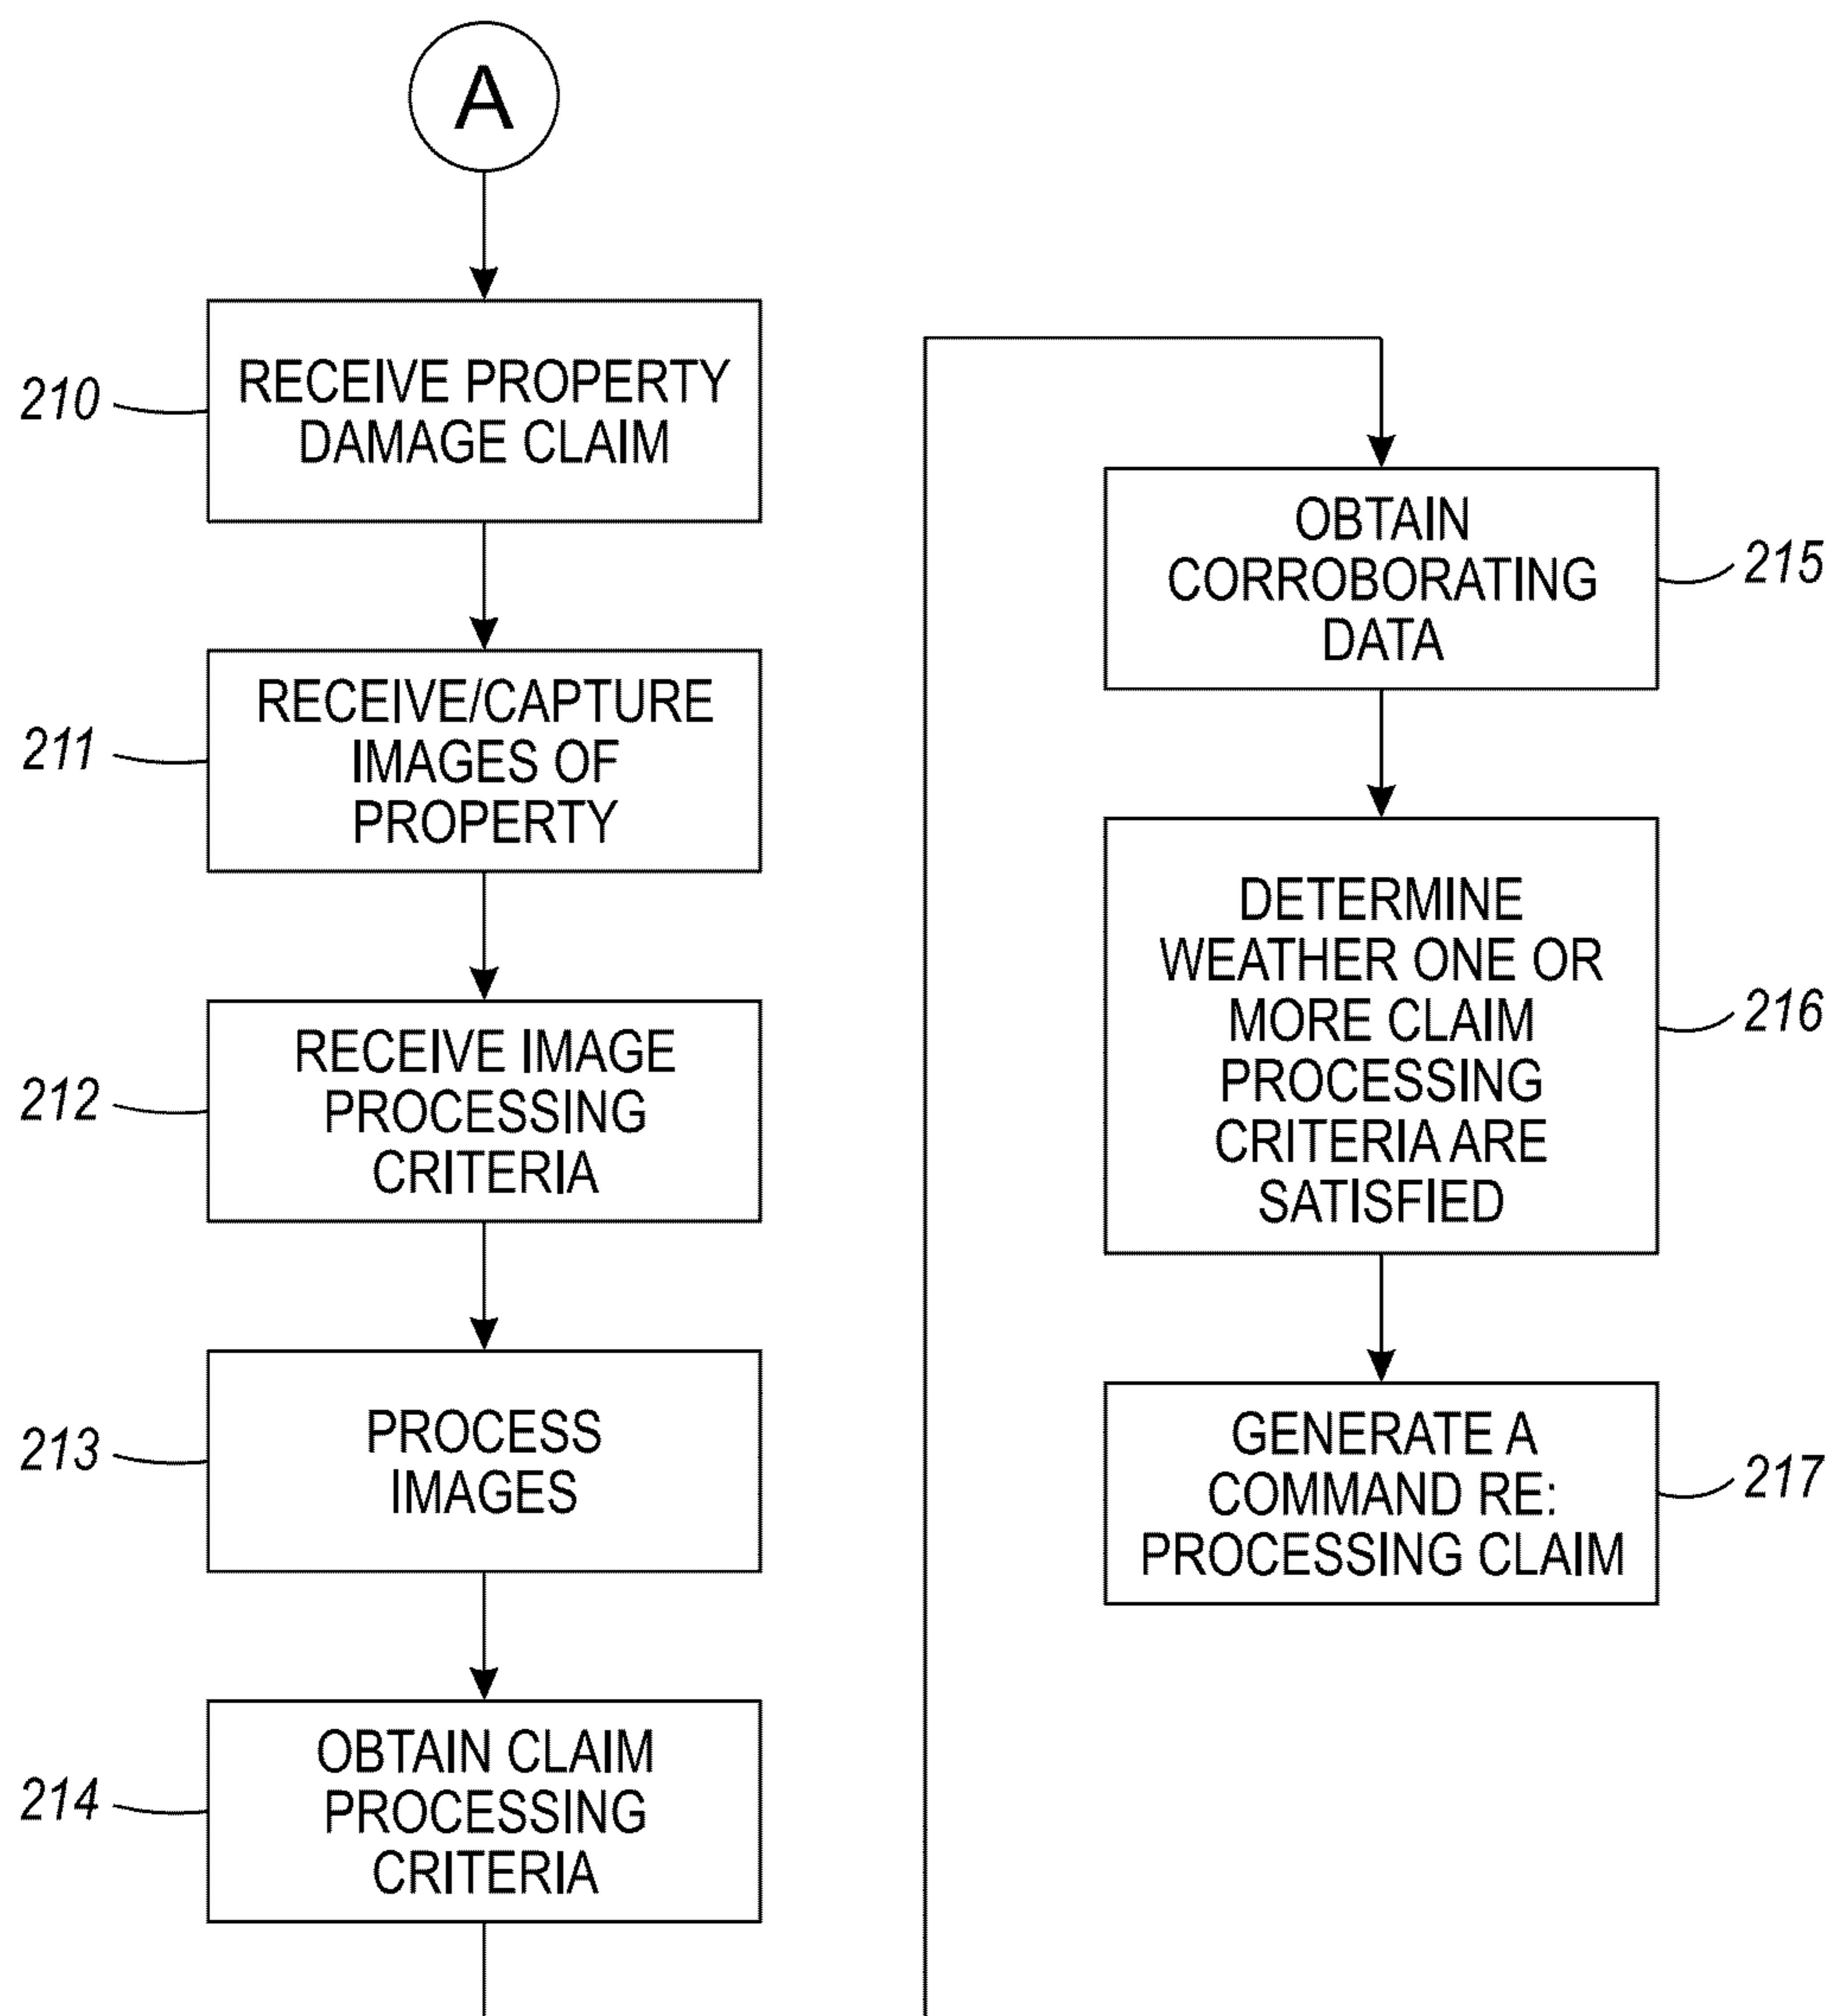 A
210
RECEIVE PROPERTY
DAMAGE CLAIM
211
RECEIVE/CAPTURE
IMAGES OF
PROPERTY
212
RECEIVE IMAGE
PROCESSING
CRITERIA
213
PROCESS
IMAGES
214
OBTAIN CLAIM
PROCESSING
CRITERIA
OBTAIN
CORROBORATING
DATA
215
DETERMINE
WEATHER ONE OR
MORE CLAIM
PROCESSING
CRITERIA ARE
SATISFIED
216
GENERATE A
COMMAND RE:
PROCESSING CLAIM
217